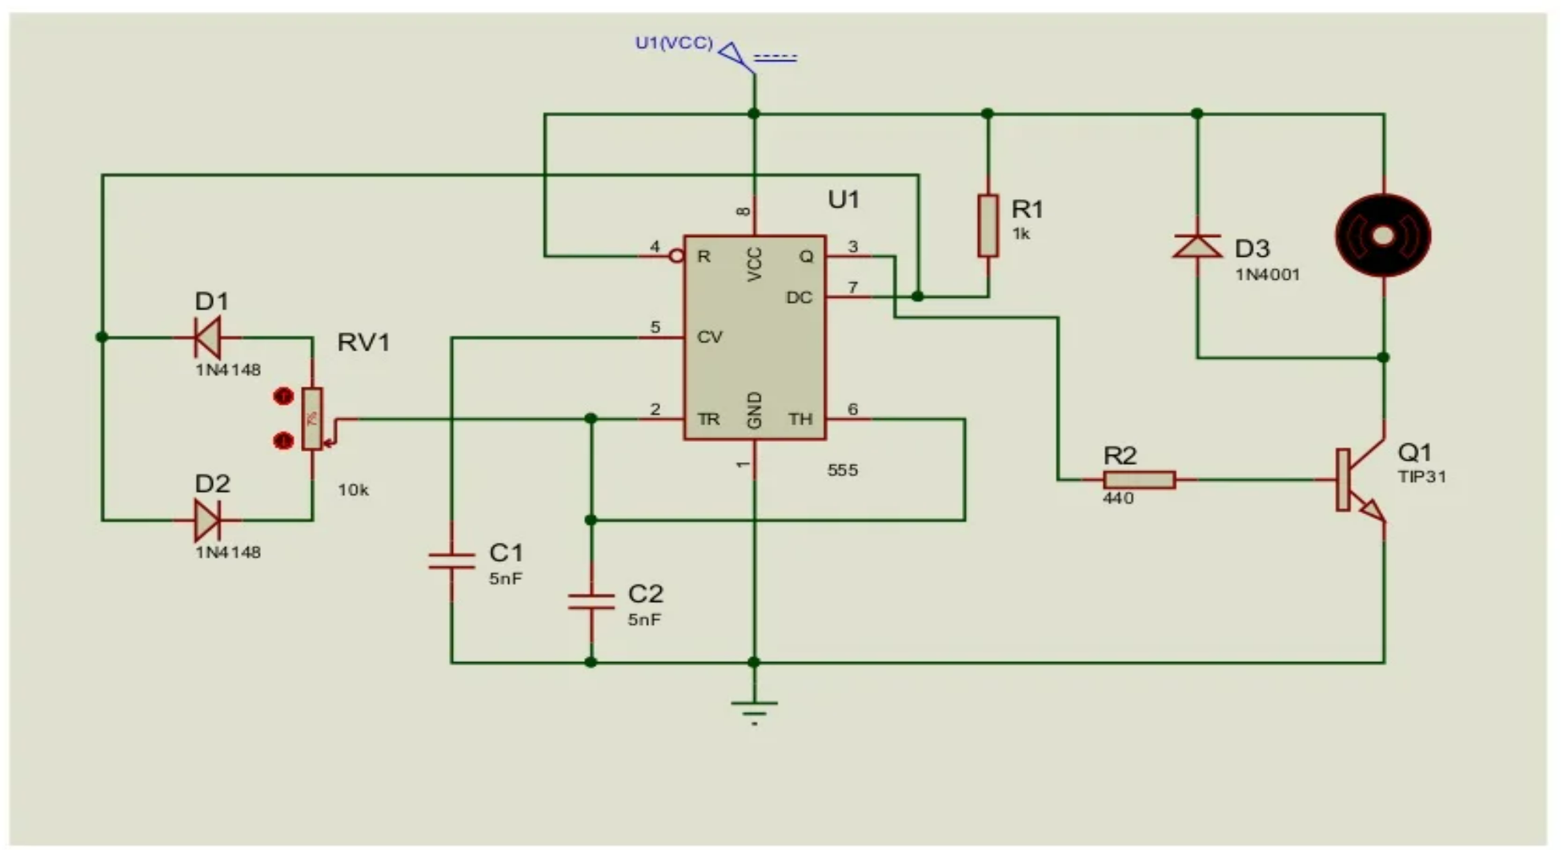 U1(VCC)
U1
R1
1k
D3
1N4001
8
VCC
4
R
Q
3
DC
7
5
CV
D1
1N4148
RV1
7%
10k
2
TR
GND
TH
6
1
555
D2
1N4148
R2
440
Q1
TIP31
C1
5nF
C2
5nF